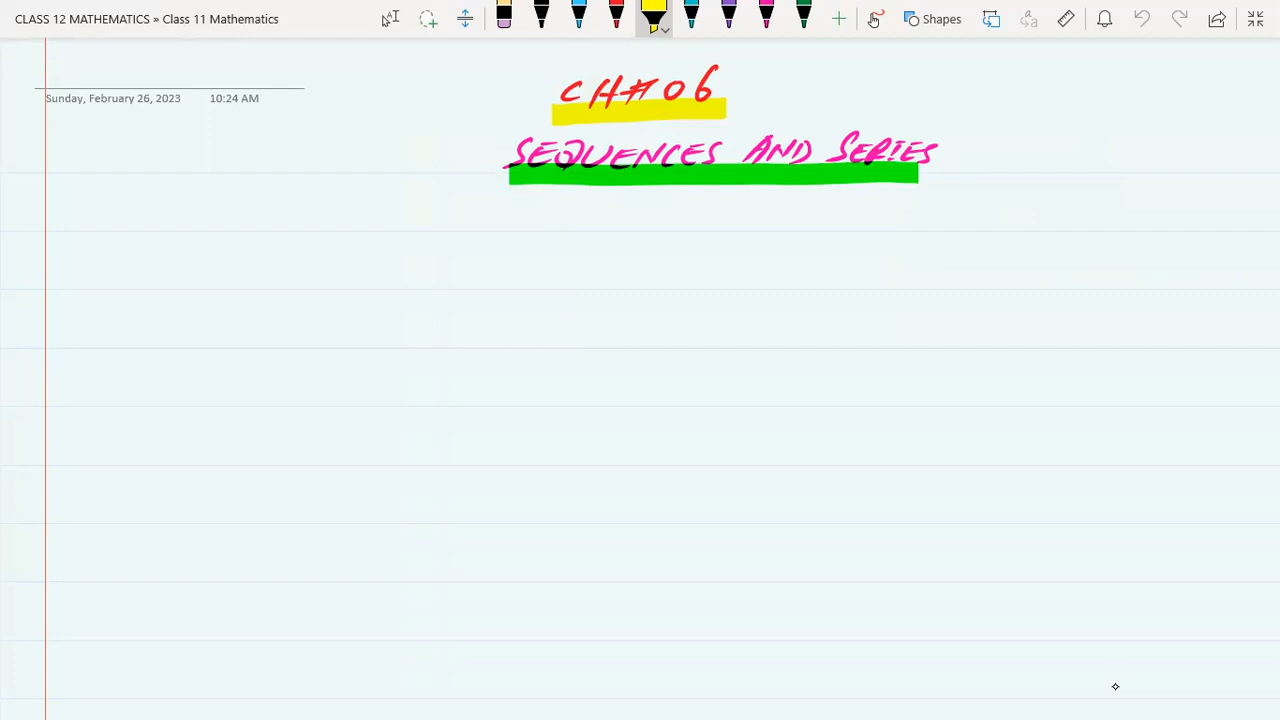 CLASS 12 MATHEMATICS » Class 11 Mathematics
Shapes
Sunday, February 26, 2023 10:24 AM
CH# 06
SEQUENCES AND SERIES